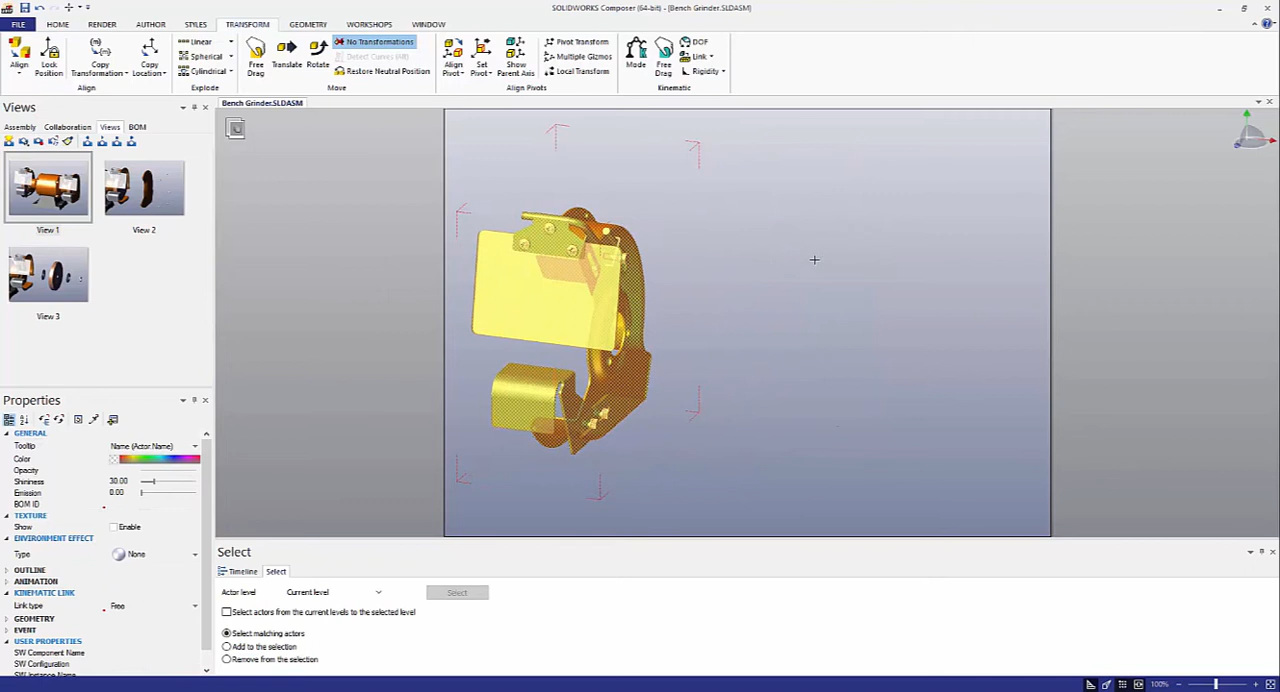 SOLIDWORKS Composer (64-bit) - [Bench Grinder.SLDASM]
FILE HOME RENDER AUTHOR STYLES TRANSFORM GEOMETRY WORKSHOPS WINDOW
Align
Lock Position
Copy Transformation
Copy Location
Align
Linear
Spherical
Cylindrical
Explode
Free Drag
Translate
Rotate
No Transformations
Detect Curves (Alt)
Restore Neutral Position
Move
Align Pivot
Set Pivot
Show Parent Axis
Pivot Transform
Multiple Gizmos
Local Transform
Align Pivots
Mode
Free Drag
DOF
Link
Rigidity
Kinematic
Views
Assembly Collaboration Views BOM
View 1
View 2
View 3
Bench Grinder.SLDASM
Properties
GENERAL
Tooltip Name (Actor Name)
Color
Opacity
Shininess 30.00
Emission 0.00
BOM ID
TEXTURE
Show Enable
ENVIRONMENT EFFECT
Type None
OUTLINE
ANIMATION
KINEMATIC LINK
Link type Free
GEOMETRY
EVENT
USER PROPERTIES
SW Component Name
SW Configuration
SW Instance Name
Select
Timeline Select
Actor level Current level Select
Select actors from the current levels to the selected level
Select matching actors
Add to the selection
Remove from the selection
100%